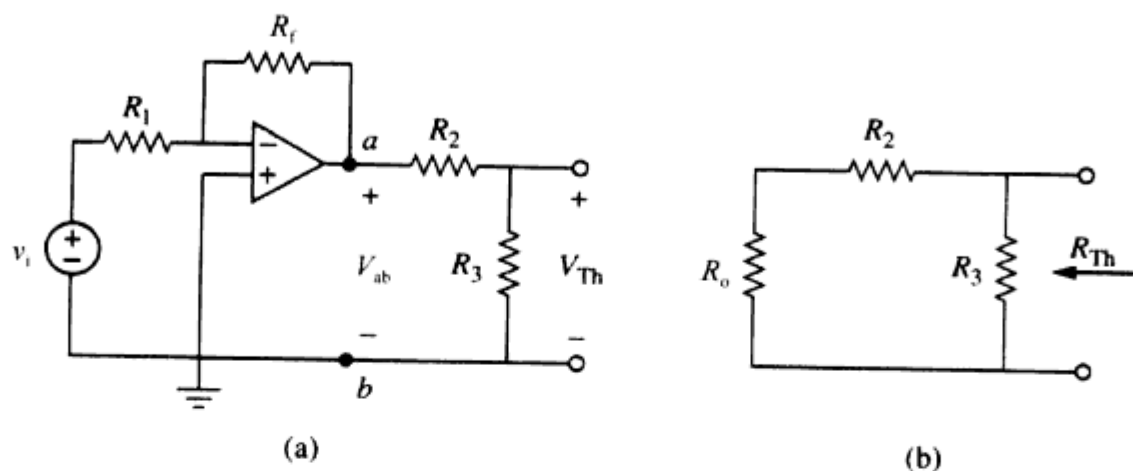 R_f
R_1
a
R_2
−
+
+
+
+
−
v_i
V_ab
R_3
V_Th
−
−
b
(a)
R_2
R_o
R_3
R_Th
(b)